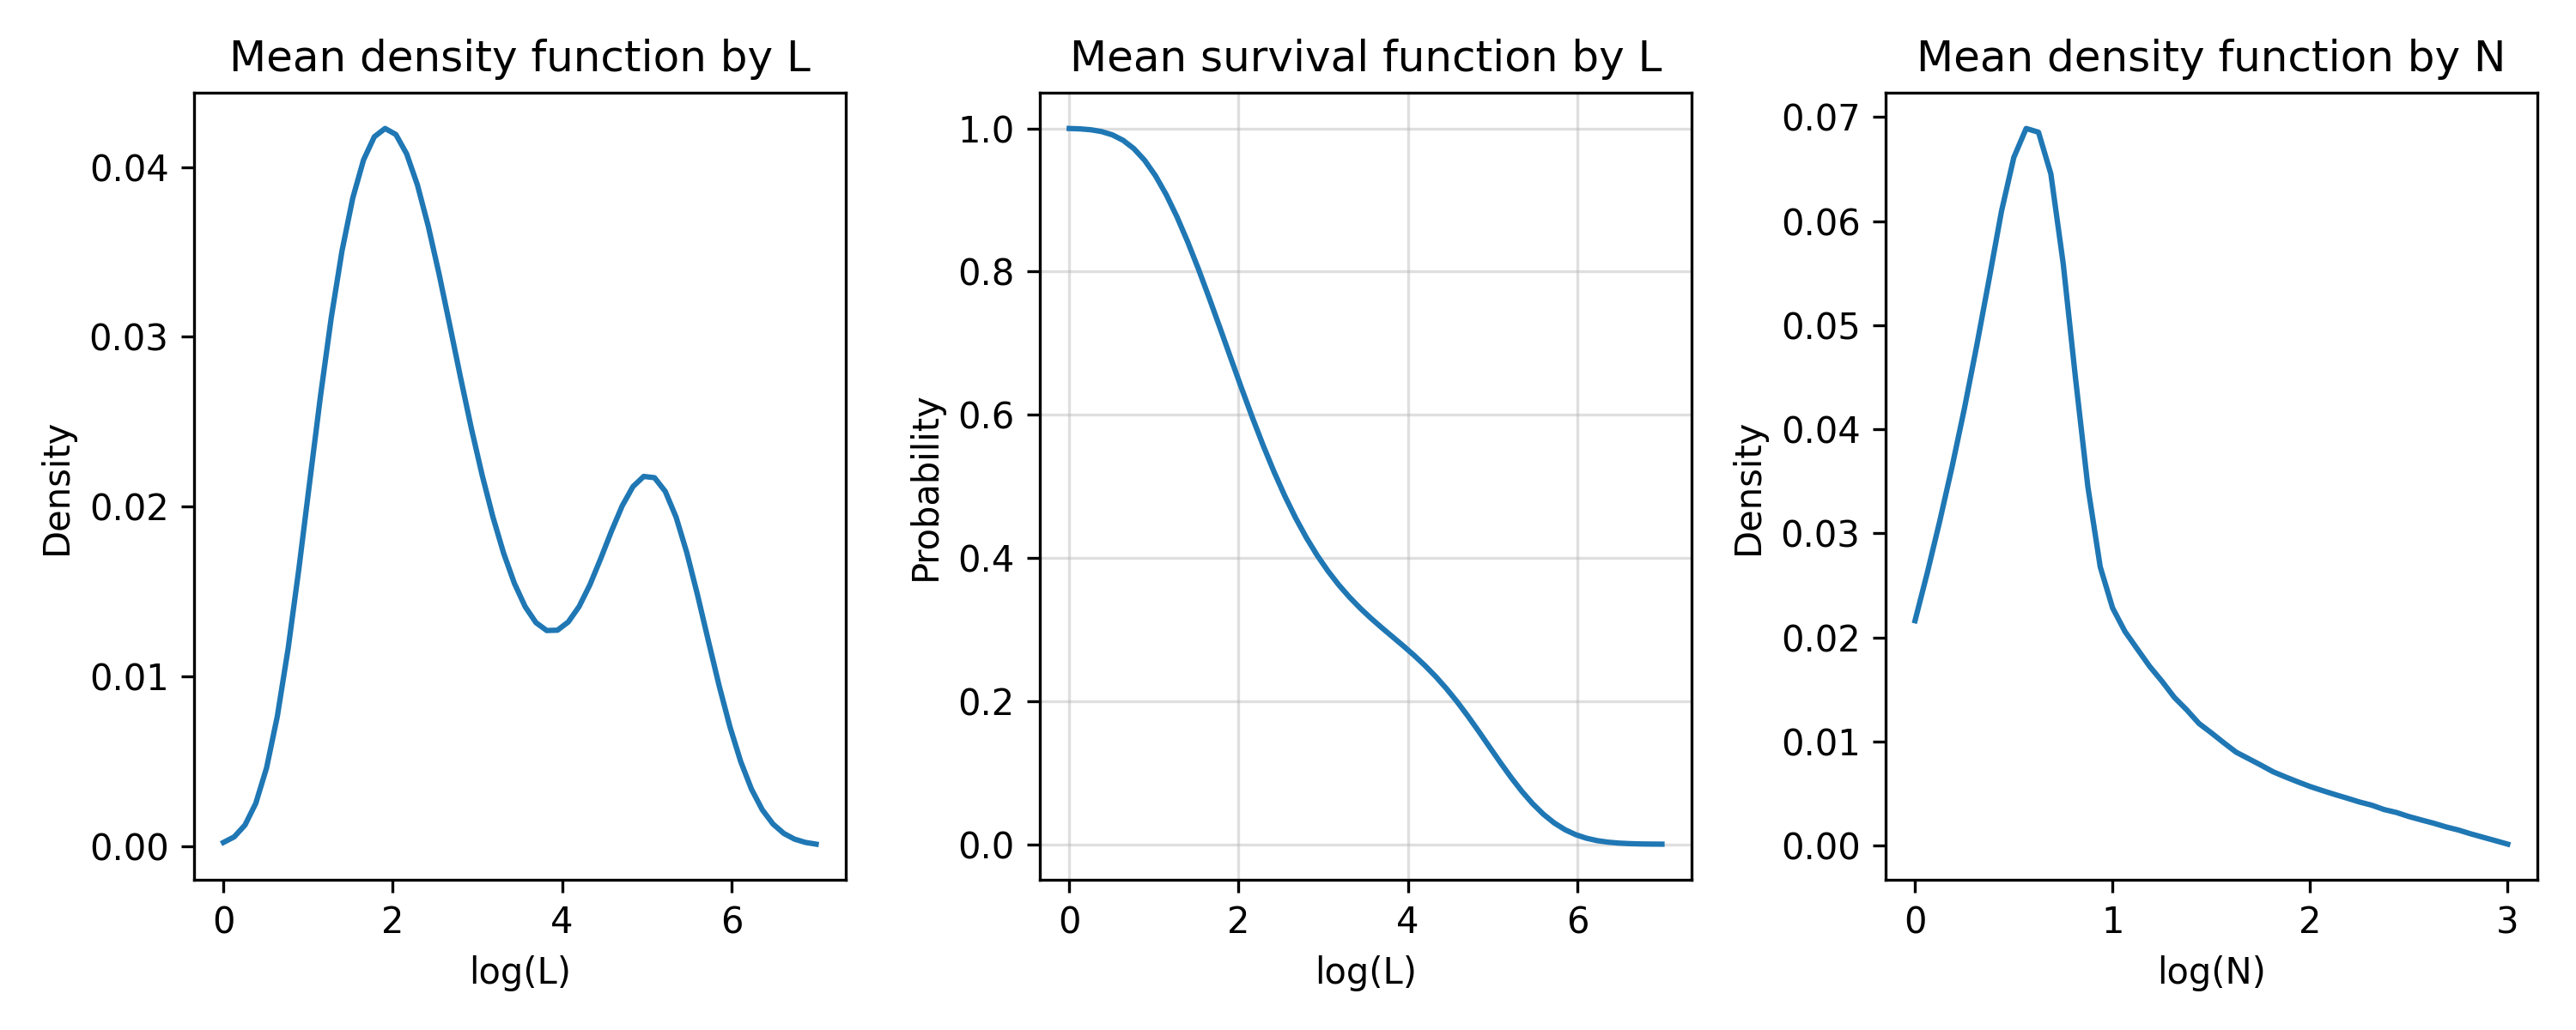 Mean density function by L
Density
0.04
0.03
0.02
0.01
0.00
0 2 4 6
log(L)
Mean survival function by L
Probability
1.0
0.8
0.6
0.4
0.2
0.0
0 2 4 6
log(L)
Mean density function by N
Density
0.07
0.06
0.05
0.04
0.03
0.02
0.01
0.00
0 1 2 3
log(N)